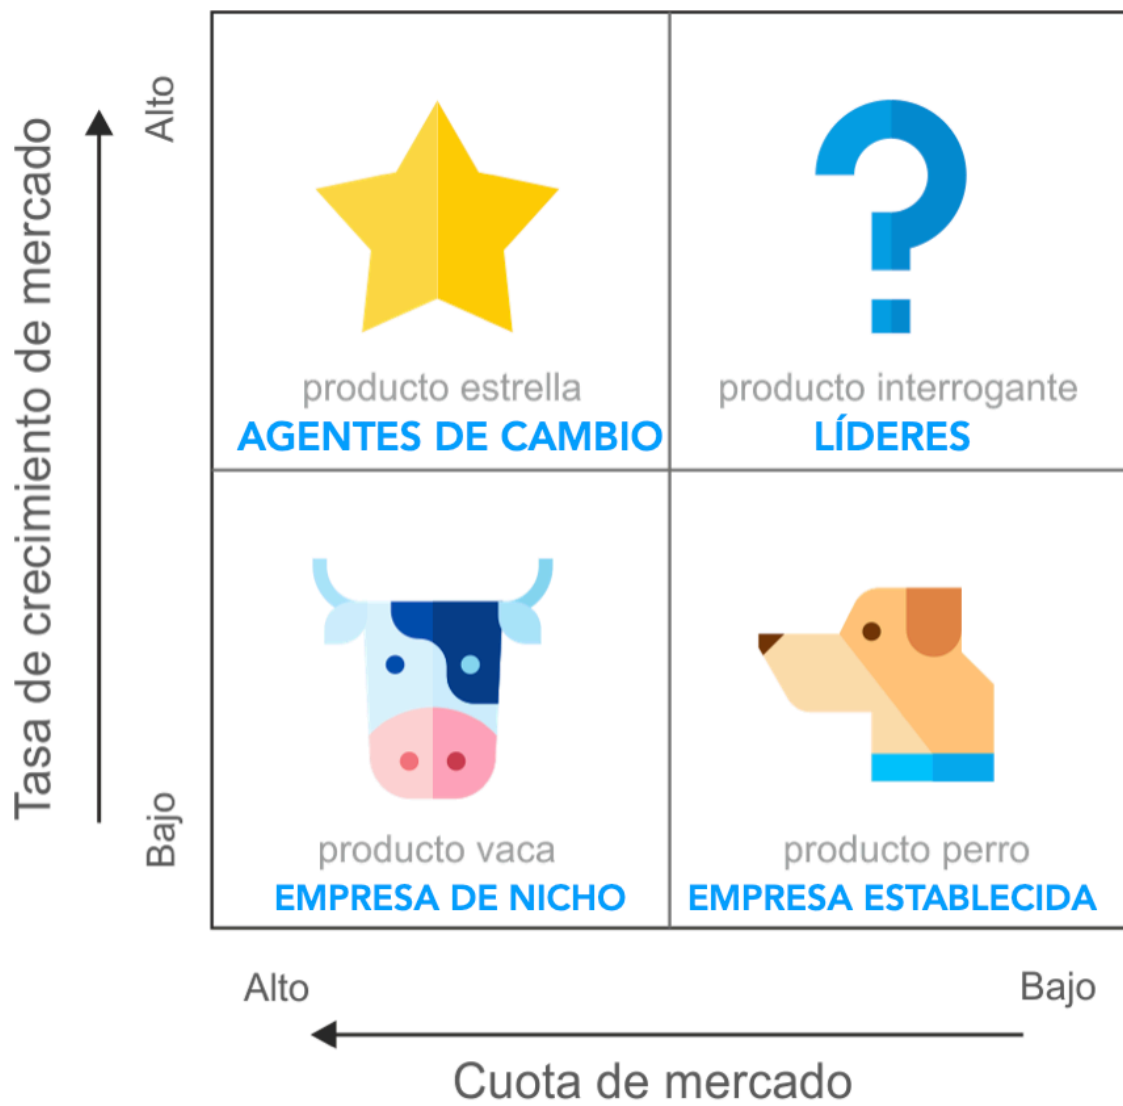 Tasa de crecimiento de mercado
Alto
Bajo
producto estrella
AGENTES DE CAMBIO
producto interrogante
LÍDERES
producto vaca
EMPRESA DE NICHO
producto perro
EMPRESA ESTABLECIDA
Alto
Bajo
Cuota de mercado